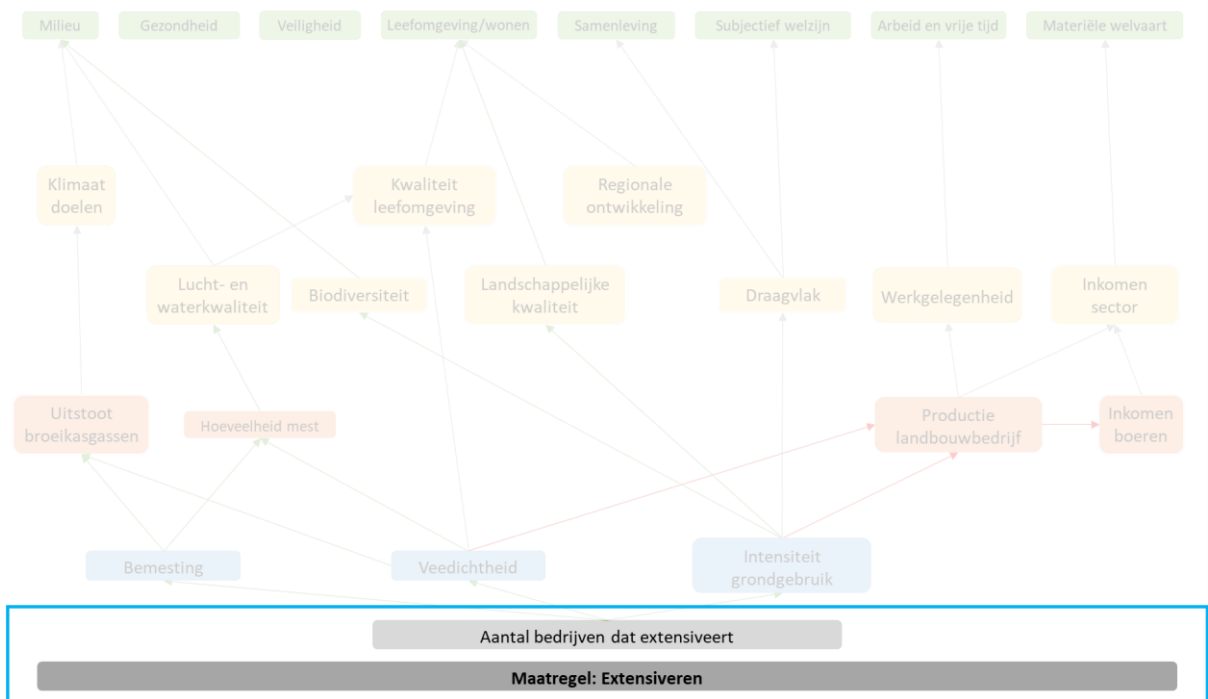 Milieu
Gezondheid
Veiligheid
Leefomgeving/wonen
Samenleving
Subjectief welzijn
Arbeid en vrije tijd
Materiële welvaart
Klimaat
doelen
Kwaliteit
leefomgeving
Regionale
ontwikkeling
Lucht- en
waterkwaliteit
Biodiversiteit
Landschappelijke
kwaliteit
Draagvlak
Werkgelegenheid
Inkomen
sector
Uitstoot
broeikasgassen
Hoeveelheid mest
Productie
landbouwbedrijf
Inkomen
boeren
Bemesting
Veedichtheid
Intensiteit
grondgebruik
Aantal bedrijven dat extensiveert
Maatregel: Extensiveren